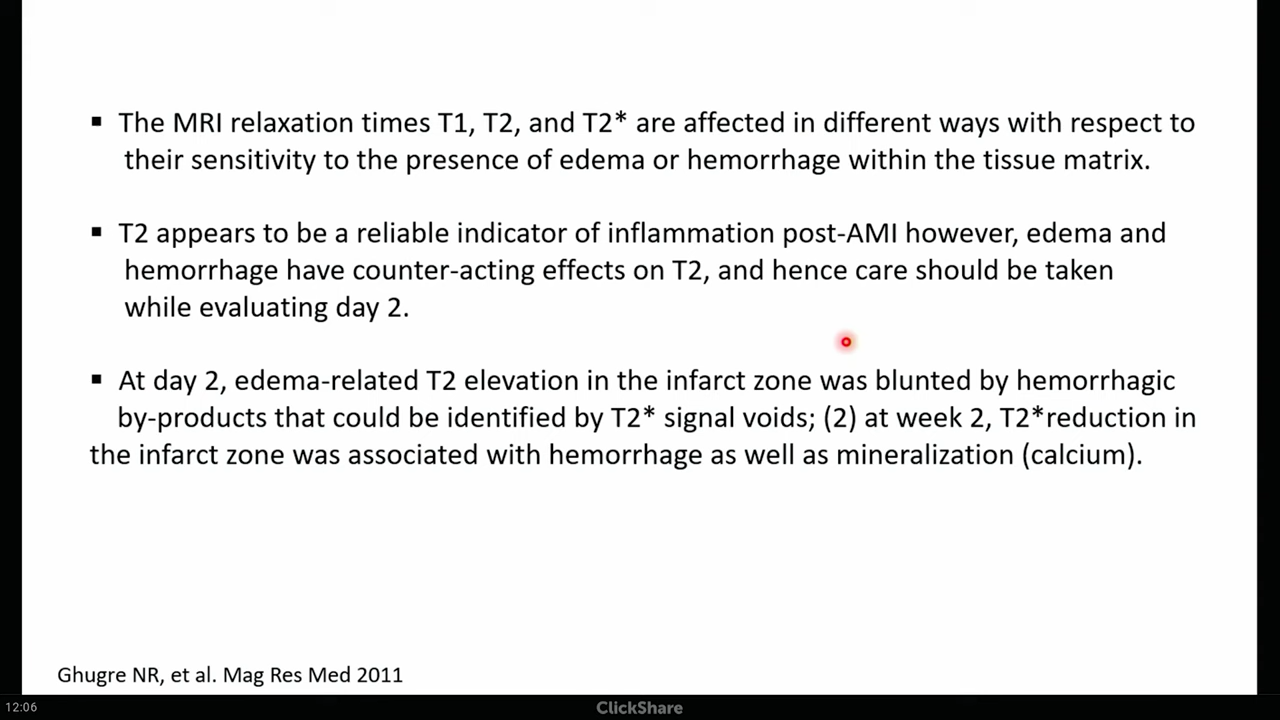 ▪ The MRI relaxation times T1, T2, and T2* are affected in different ways with respect to
their sensitivity to the presence of edema or hemorrhage within the tissue matrix.
▪ T2 appears to be a reliable indicator of inflammation post-AMI however, edema and
hemorrhage have counter-acting effects on T2, and hence care should be taken
while evaluating day 2.
▪ At day 2, edema-related T2 elevation in the infarct zone was blunted by hemorrhagic
by-products that could be identified by T2* signal voids; (2) at week 2, T2*reduction in
the infarct zone was associated with hemorrhage as well as mineralization (calcium).
Ghugre NR, et al. Mag Res Med 2011
12:06
ClickShare